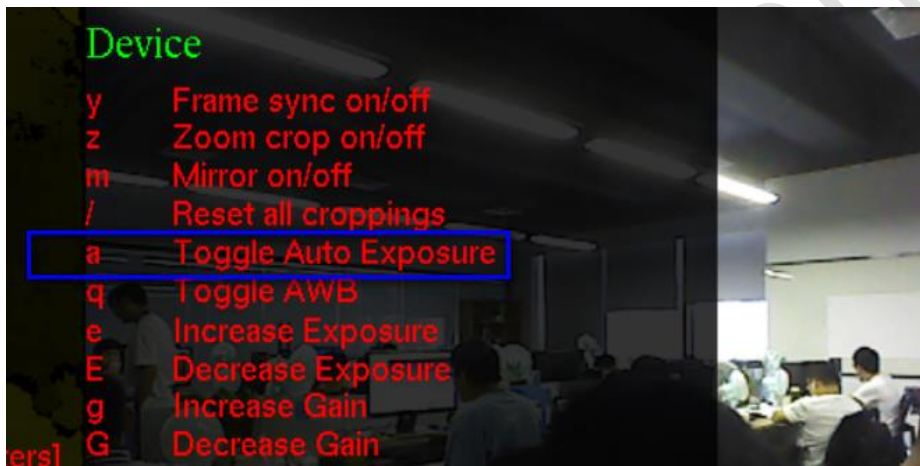 Device
y Frame sync on/off
z Zoom crop on/off
m Mirror on/off
/ Reset all croppings
a Toggle Auto Exposure
q Toggle AWB
e Increase Exposure
E Decrease Exposure
g Increase Gain
G Decrease Gain
ers]